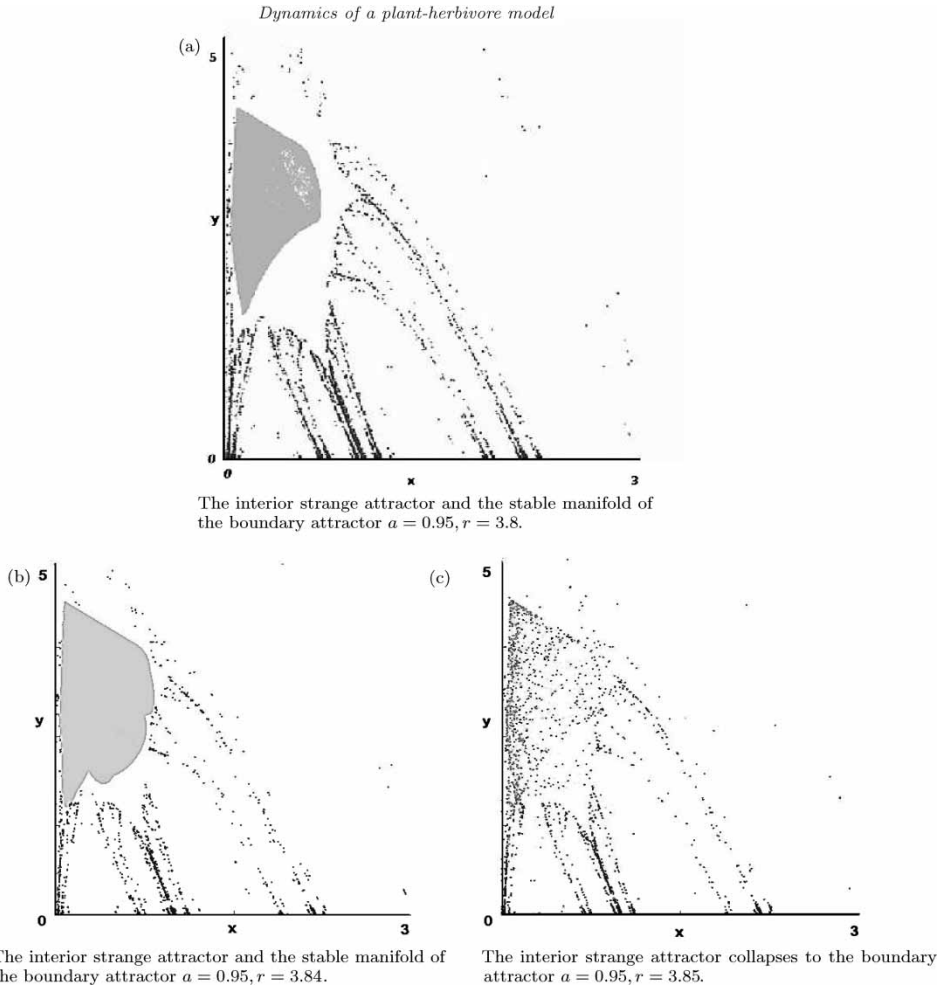 Dynamics of a plant-herbivore model
(a)
5
y
0
0
x
3
The interior strange attractor and the stable manifold of
the boundary attractor a = 0.95, r = 3.8.
(b)
5
y
0
x
3
The interior strange attractor and the stable manifold of
the boundary attractor a = 0.95, r = 3.84.
(c)
5
y
0
x
3
The interior strange attractor collapses to the boundary
attractor a = 0.95, r = 3.85.